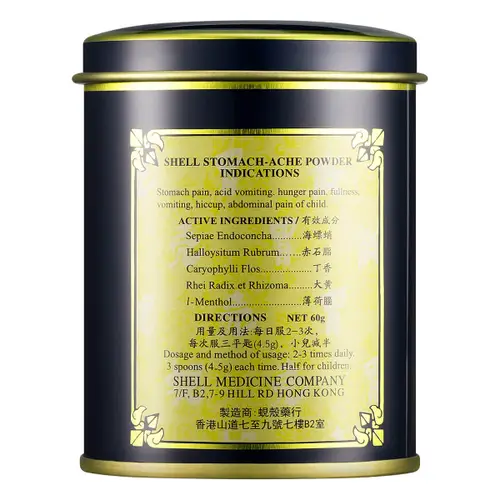 SHELL STOMACH-ACHE POWDER
INDICATIONS
Stomach pain, acid vomiting. hunger pain, fullness,
vomiting, hiccup, abdominal pain of child.
ACTIVE INGREDIENTS / 有效成分
Sepiae Endoconcha..........海螵蛸
Halloysitum Rubrum.......赤石脂
Caryophylli Flos..............丁香
Rhei Radix et Rhizoma....大黄
l-Menthol.......................薄荷腦
DIRECTIONS NET 60g
用量及用法:每日服2-3次,
每次服三平匙(4.5g),小兒減半
Dosage and method of usage: 2-3 times daily.
3 spoons (4.5g) each time. Half for children.
SHELL MEDICINE COMPANY
7/F, B2,7-9 HILL RD HONG KONG
製造商:蜆殼藥行
香港山道七至九號七樓B2室